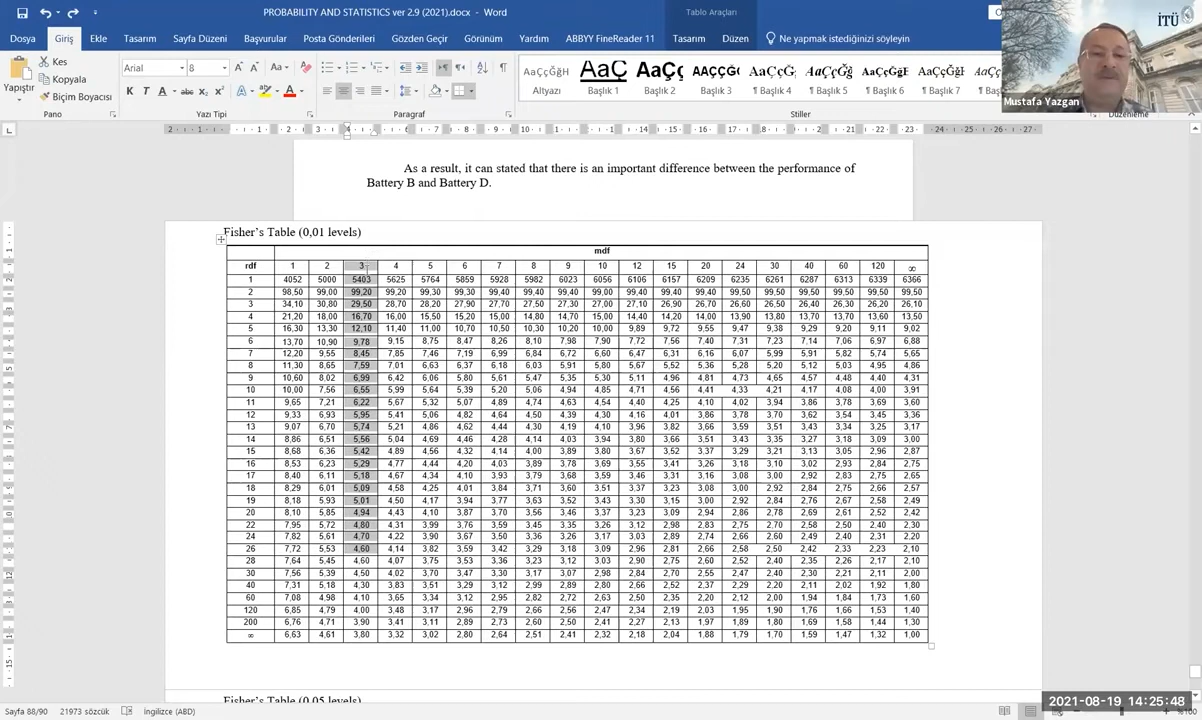 PROBABILITY AND STATISTICS ver 2.9 (2021).docx - Word
Tablo Araçları
İTÜ
Dosya Giriş Ekle Tasarım Sayfa Düzeni Başvurular Posta Gönderileri Gözden Geçir Görünüm Yardım ABBYY FineReader 11 Tasarım Düzen Ne yapmak istediğinizi söyleyin
Yapıştır
Kes
Kopyala
Biçim Boyacısı
Arial 8
Altyazı Başlık 1 Başlık 2 Başlık 3 ¶ Başlık 4 ¶ Başlık 5 ¶ Başlık 6 ¶ Başlık 7
Mustafa Yazgan
Pano Yazı Tipi Paragraf Stiller Düzenleme
As a result, it can stated that there is an important difference between the performance of
Battery B and Battery D.
Fisher's Table (0,01 levels)
mdf
rdf 1 2 3 4 5 6 7 8 9 10 12 15 20 24 30 40 60 120 ∞
1 4052 5000 5403 5625 5764 5859 5928 5982 6023 6056 6106 6157 6209 6235 6261 6287 6313 6339 6366
2 98,50 99,00 99,20 99,20 99,30 99,30 99,40 99,40 99,40 99,40 99,40 99,40 99,40 99,50 99,50 99,50 99,50 99,50 99,50
3 34,10 30,80 29,50 28,70 28,20 27,90 27,70 27,50 27,30 27,00 27,10 26,90 26,70 26,60 26,50 26,40 26,30 26,20 26,10
4 21,20 18,00 16,70 16,00 15,50 15,20 15,00 14,80 14,70 15,00 14,40 14,20 14,00 13,90 13,80 13,70 13,70 13,60 13,50
5 16,30 13,30 12,10 11,40 11,00 10,70 10,50 10,30 10,20 10,00 9,89 9,72 9,55 9,47 9,38 9,29 9,20 9,11 9,02
6 13,70 10,90 9,78 9,15 8,75 8,47 8,26 8,10 7,98 7,90 7,72 7,56 7,40 7,31 7,23 7,14 7,06 6,97 6,88
7 12,20 9,55 8,45 7,85 7,46 7,19 6,99 6,84 6,72 6,60 6,47 6,31 6,16 6,07 5,99 5,91 5,82 5,74 5,65
8 11,30 8,65 7,59 7,01 6,63 6,37 6,18 6,03 5,91 5,80 5,67 5,52 5,36 5,28 5,20 5,12 5,03 4,95 4,86
9 10,60 8,02 6,99 6,42 6,06 5,80 5,61 5,47 5,35 5,30 5,11 4,96 4,81 4,73 4,65 4,57 4,48 4,40 4,31
10 10,00 7,56 6,55 5,99 5,64 5,39 5,20 5,06 4,94 4,85 4,71 4,56 4,41 4,33 4,21 4,17 4,08 4,00 3,91
11 9,65 7,21 6,22 5,67 5,32 5,07 4,89 4,74 4,63 4,54 4,40 4,25 4,10 4,02 3,94 3,86 3,78 3,69 3,60
12 9,33 6,93 5,95 5,41 5,06 4,82 4,64 4,50 4,39 4,30 4,16 4,01 3,86 3,78 3,70 3,62 3,54 3,45 3,36
13 9,07 6,70 5,74 5,21 4,86 4,62 4,44 4,30 4,19 4,10 3,96 3,82 3,66 3,59 3,51 3,43 3,34 3,25 3,17
14 8,86 6,51 5,56 5,04 4,69 4,46 4,28 4,14 4,03 3,94 3,80 3,66 3,51 3,43 3,35 3,27 3,18 3,09 3,00
15 8,68 6,36 5,42 4,89 4,56 4,32 4,14 4,00 3,89 3,80 3,67 3,52 3,37 3,29 3,21 3,13 3,05 2,96 2,87
16 8,53 6,23 5,29 4,77 4,44 4,20 4,03 3,89 3,78 3,69 3,55 3,41 3,26 3,18 3,10 3,02 2,93 2,84 2,75
17 8,40 6,11 5,18 4,67 4,34 4,10 3,93 3,79 3,68 3,59 3,46 3,31 3,16 3,08 3,00 2,92 2,83 2,75 2,65
18 8,29 6,01 5,09 4,58 4,25 4,01 3,84 3,71 3,60 3,51 3,37 3,23 3,08 3,00 2,92 2,84 2,75 2,66 2,57
19 8,18 5,93 5,01 4,50 4,17 3,94 3,77 3,63 3,52 3,43 3,30 3,15 3,00 2,92 2,84 2,76 2,67 2,58 2,49
20 8,10 5,85 4,94 4,43 4,10 3,87 3,70 3,56 3,46 3,37 3,23 3,09 2,94 2,86 2,78 2,69 2,61 2,52 2,42
22 7,95 5,72 4,80 4,31 3,99 3,76 3,59 3,45 3,35 3,26 3,12 2,98 2,83 2,75 2,70 2,58 2,50 2,40 2,30
24 7,82 5,61 4,70 4,22 3,90 3,67 3,50 3,36 3,26 3,17 3,03 2,89 2,74 2,66 2,60 2,49 2,40 2,31 2,20
26 7,72 5,53 4,60 4,14 3,82 3,59 3,42 3,29 3,18 3,09 2,96 2,81 2,66 2,58 2,50 2,42 2,33 2,23 2,10
28 7,64 5,45 4,60 4,07 3,75 3,53 3,36 3,23 3,12 3,03 2,90 2,75 2,60 2,52 2,40 2,35 2,26 2,17 2,10
30 7,56 5,39 4,50 4,02 3,70 3,47 3,30 3,17 3,07 2,98 2,84 2,70 2,55 2,47 2,40 2,30 2,21 2,11 2,00
40 7,31 5,18 4,30 3,83 3,51 3,29 3,12 2,99 2,89 2,80 2,66 2,52 2,37 2,29 2,20 2,11 2,02 1,92 1,80
60 7,08 4,98 4,10 3,65 3,34 3,12 2,95 2,82 2,72 2,63 2,50 2,35 2,20 2,12 2,00 1,94 1,84 1,73 1,60
120 6,85 4,79 4,00 3,48 3,17 2,96 2,79 2,66 2,56 2,47 2,34 2,19 2,03 1,95 1,90 1,76 1,66 1,53 1,40
200 6,76 4,71 3,90 3,41 3,11 2,89 2,73 2,60 2,50 2,41 2,27 2,13 1,97 1,89 1,80 1,69 1,58 1,44 1,30
∞ 6,63 4,61 3,80 3,32 3,02 2,80 2,64 2,51 2,41 2,32 2,18 2,04 1,88 1,79 1,70 1,59 1,47 1,32 1,00
Fisher's Table (0,05 levels)
Sayfa 88/90 21973 sözcük İngilizce (ABD)
2021-08-19 14:25:48
%100